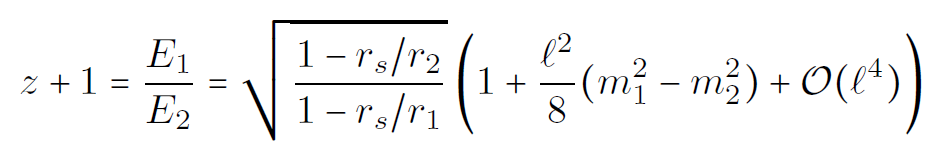 z + 1 = \frac{E_1}{E_2} = \sqrt{\frac{1 - r_s/r_2}{1 - r_s/r_1}} \left( 1 + \frac{\ell^2}{8} (m_1^2 - m_2^2) + \mathcal{O}(\ell^4) \right)